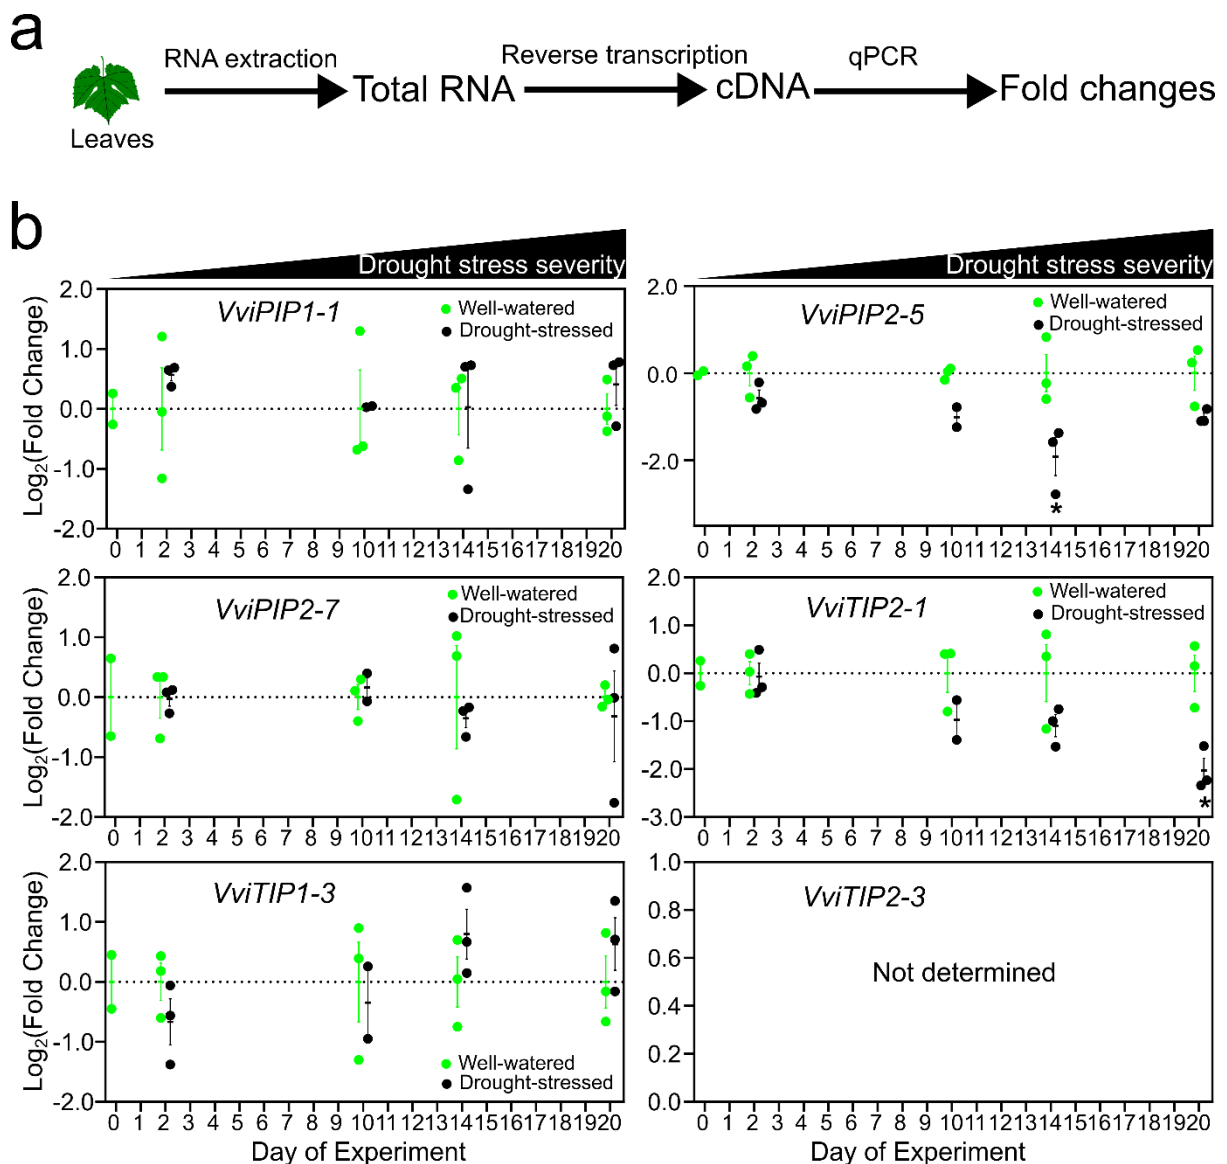 a
RNA extraction
Reverse transcription
qPCR
Leaves
Total RNA
cDNA
Fold changes
b
Drought stress severity
Drought stress severity
VviPIP1-1
Well-watered
Drought-stressed
Log2(Fold Change)
2.0
1.0
0.0
-1.0
-2.0
0 1 2 3 4 5 6 7 8 9 10 11 12 13 14 15 16 17 18 19 20
VviPIP2-5
Well-watered
Drought-stressed
2.0
0.0
-2.0
*
0 1 2 3 4 5 6 7 8 9 10 11 12 13 14 15 16 17 18 19 20
VviPIP2-7
Well-watered
Drought-stressed
Log2(Fold Change)
2.0
1.0
0.0
-1.0
-2.0
0 1 2 3 4 5 6 7 8 9 10 11 12 13 14 15 16 17 18 19 20
VviTIP2-1
Well-watered
Drought-stressed
2.0
1.0
0.0
-1.0
-2.0
-3.0
*
0 1 2 3 4 5 6 7 8 9 10 11 12 13 14 15 16 17 18 19 20
VviTIP1-3
Well-watered
Drought-stressed
Log2(Fold Change)
2.0
1.0
0.0
-1.0
-2.0
0 1 2 3 4 5 6 7 8 9 10 11 12 13 14 15 16 17 18 19 20
Day of Experiment
VviTIP2-3
Not determined
1.0
0.8
0.6
0.4
0.2
0.0
0 1 2 3 4 5 6 7 8 9 10 11 12 13 14 15 16 17 18 19 20
Day of Experiment